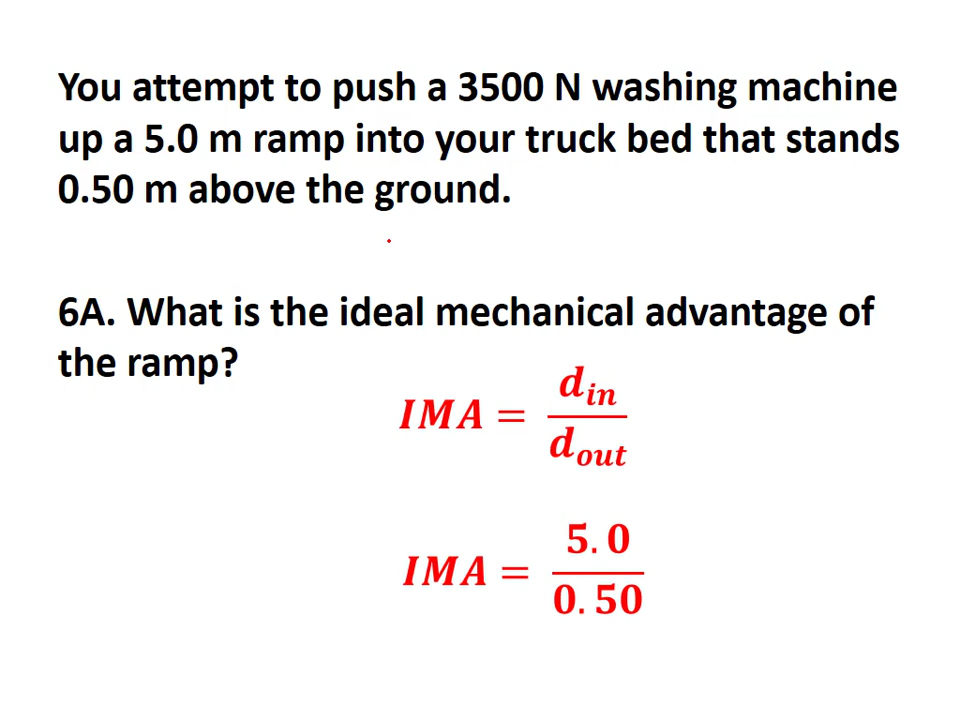 You attempt to push a 3500 N washing machine
up a 5.0 m ramp into your truck bed that stands
0.50 m above the ground.
6A. What is the ideal mechanical advantage of
the ramp?
IMA = d_in / d_out
IMA = 5.0 / 0.50